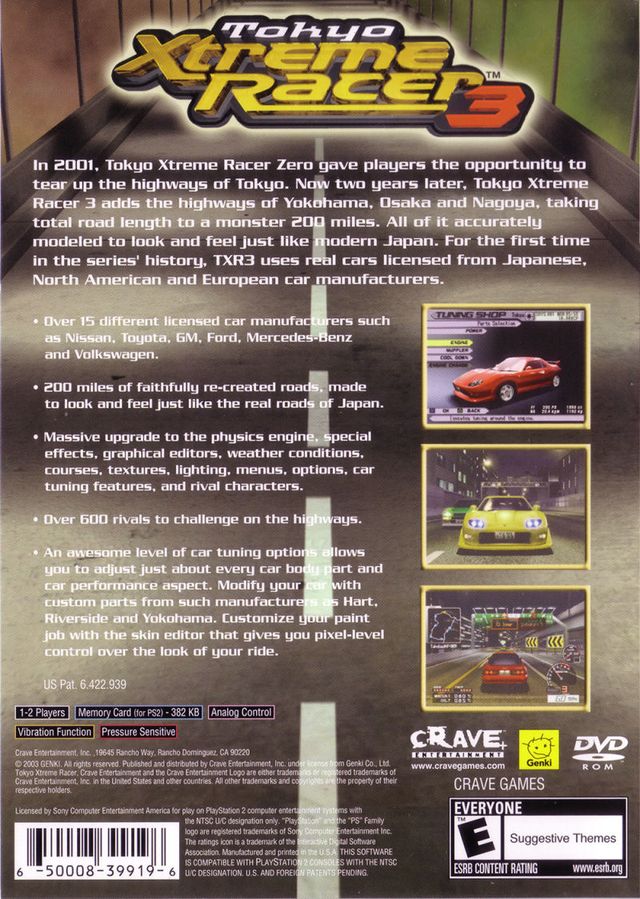 Tokyo
Xtreme
Racer 3™
In 2001, Tokyo Xtreme Racer Zero gave players the opportunity to
tear up the highways of Tokyo. Now two years later, Tokyo Xtreme
Racer 3 adds the highways of Yokohama, Osaka and Nagoya, taking
total road length to a monster 200 miles. All of it accurately
modeled to look and feel just like modern Japan. For the first time
in the series' history, TXR3 uses real cars licensed from Japanese,
North American and European car manufacturers.
• Over 15 different licensed car manufacturers such
as Nissan, Toyota, GM, Ford, Mercedes-Benz
and Volkswagen.
• 200 miles of faithfully re-created roads, made
to look and feel just like the real roads of Japan.
• Massive upgrade to the physics engine, special
effects, graphical editors, weather conditions,
courses, textures, lighting, menus, options, car
tuning features, and rival characters.
• Over 600 rivals to challenge on the highways.
• An awesome level of car tuning options allows
you to adjust just about every car body part and
car performance aspect. Modify your car with
custom parts from such manufacturers as Hart,
Riverside and Yokohama. Customize your paint
job with the skin editor that gives you pixel-level
control over the look of your ride.
TUNING SHOP
Parts Selection
POWER
ENGINE
MUFFLER
COOL DOWN
ENGINE CHANGE
OK BACK
US Pat. 6.422.939
1-2 Players Memory Card (for PS2) - 382 KB Analog Control
Vibration Function Pressure Sensitive
Crave Entertainment, Inc. ,19645 Rancho Way, Rancho Dominguez, CA 90220
© 2003 GENKI. All rights reserved. Published and distributed by Crave Entertainment, Inc. under license from Genki Co., Ltd.
Tokyo Xtreme Racer, Crave Entertainment and the Crave Entertainment Logo are either trademarks or registered trademarks of
Crave Entertainment, Inc. in the United States and other countries. All other trademarks and copyrights are the property of their
respective holders.
CRAVE
ENTERTAINMENT
www.cravegames.com
Genki
DVD
ROM
CRAVE GAMES
Licensed by Sony Computer Entertainment America for play on PlayStation 2 computer entertainment systems with
the NTSC U/C designation only. "PlayStation" and the "PS" Family
logo are registered trademarks of Sony Computer Entertainment Inc.
The ratings icon is a trademark of the Interactive Digital Software
Association. Manufactured and printed in the U.S.A. THIS SOFTWARE
IS COMPATIBLE WITH PLAYSTATION 2 CONSOLES WITH THE NTSC
U/C DESIGNATION. U.S. AND FOREIGN PATENTS PENDING.
6 50008 39919 6
EVERYONE
E
Suggestive Themes
ESRB CONTENT RATING www.esrb.org